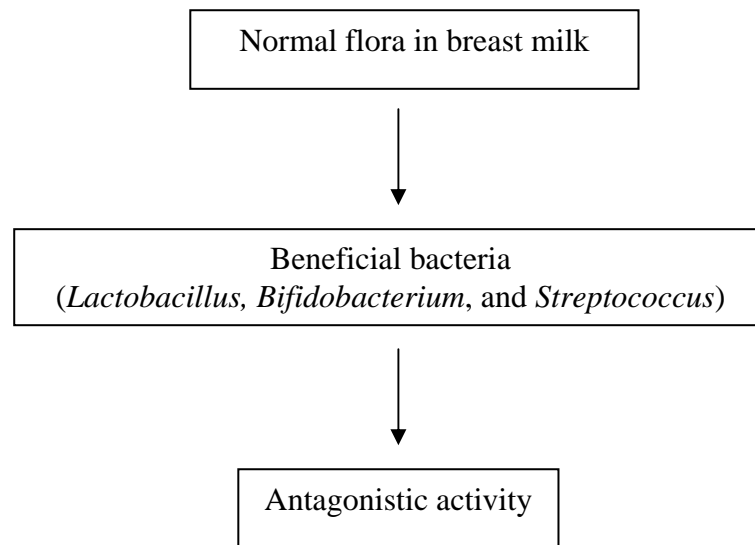 Normal flora in breast milk
Beneficial bacteria
(Lactobacillus, Bifidobacterium, and Streptococcus)
Antagonistic activity